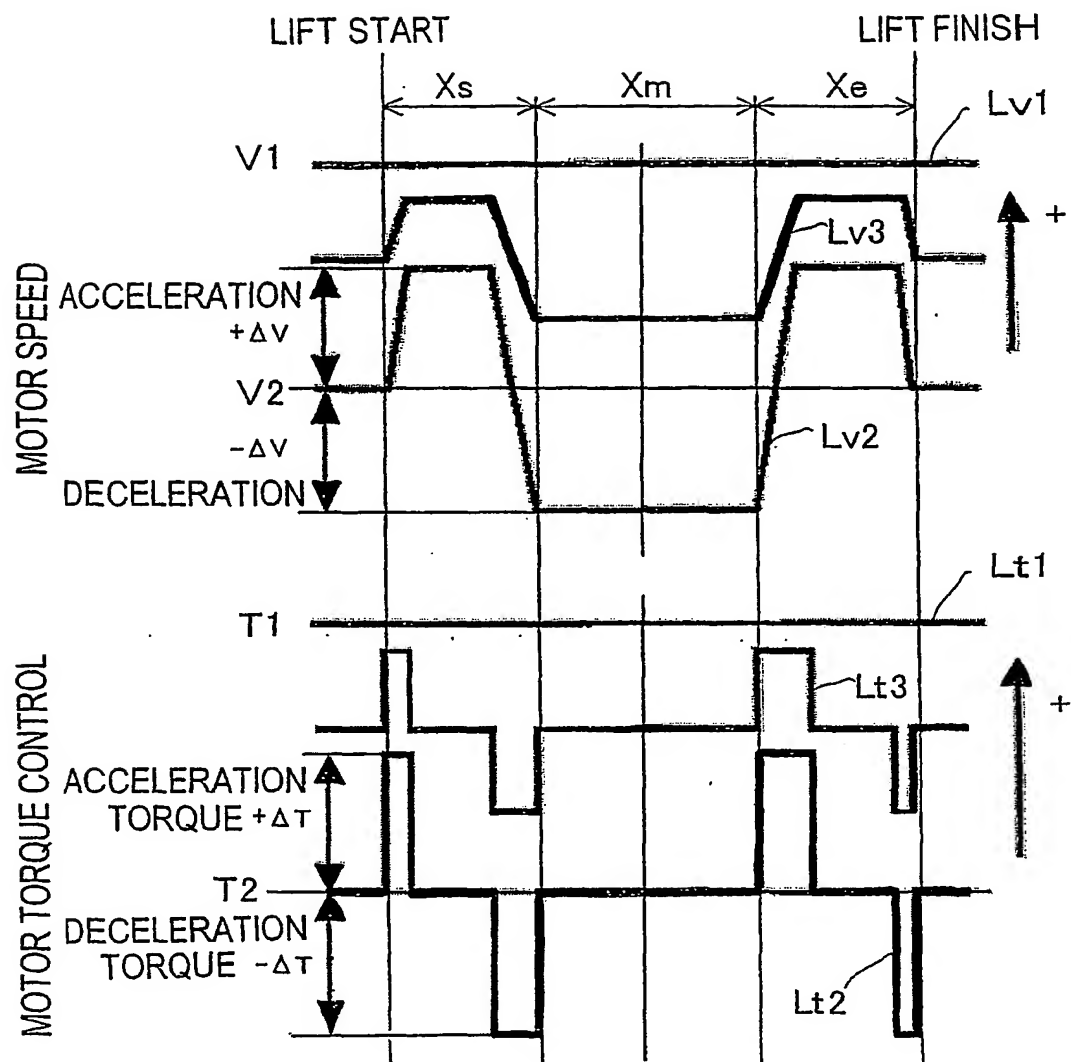 LIFT START
LIFT FINISH
Xs
Xm
Xe
Lv1
V1
+
Lv3
ACCELERATION
+ΔV
V2
-ΔV
Lv2
DECELERATION
MOTOR SPEED
Lt1
T1
Lt3
+
ACCELERATION
TORQUE +ΔT
T2
DECELERATION
TORQUE -ΔT
Lt2
MOTOR TORQUE CONTROL